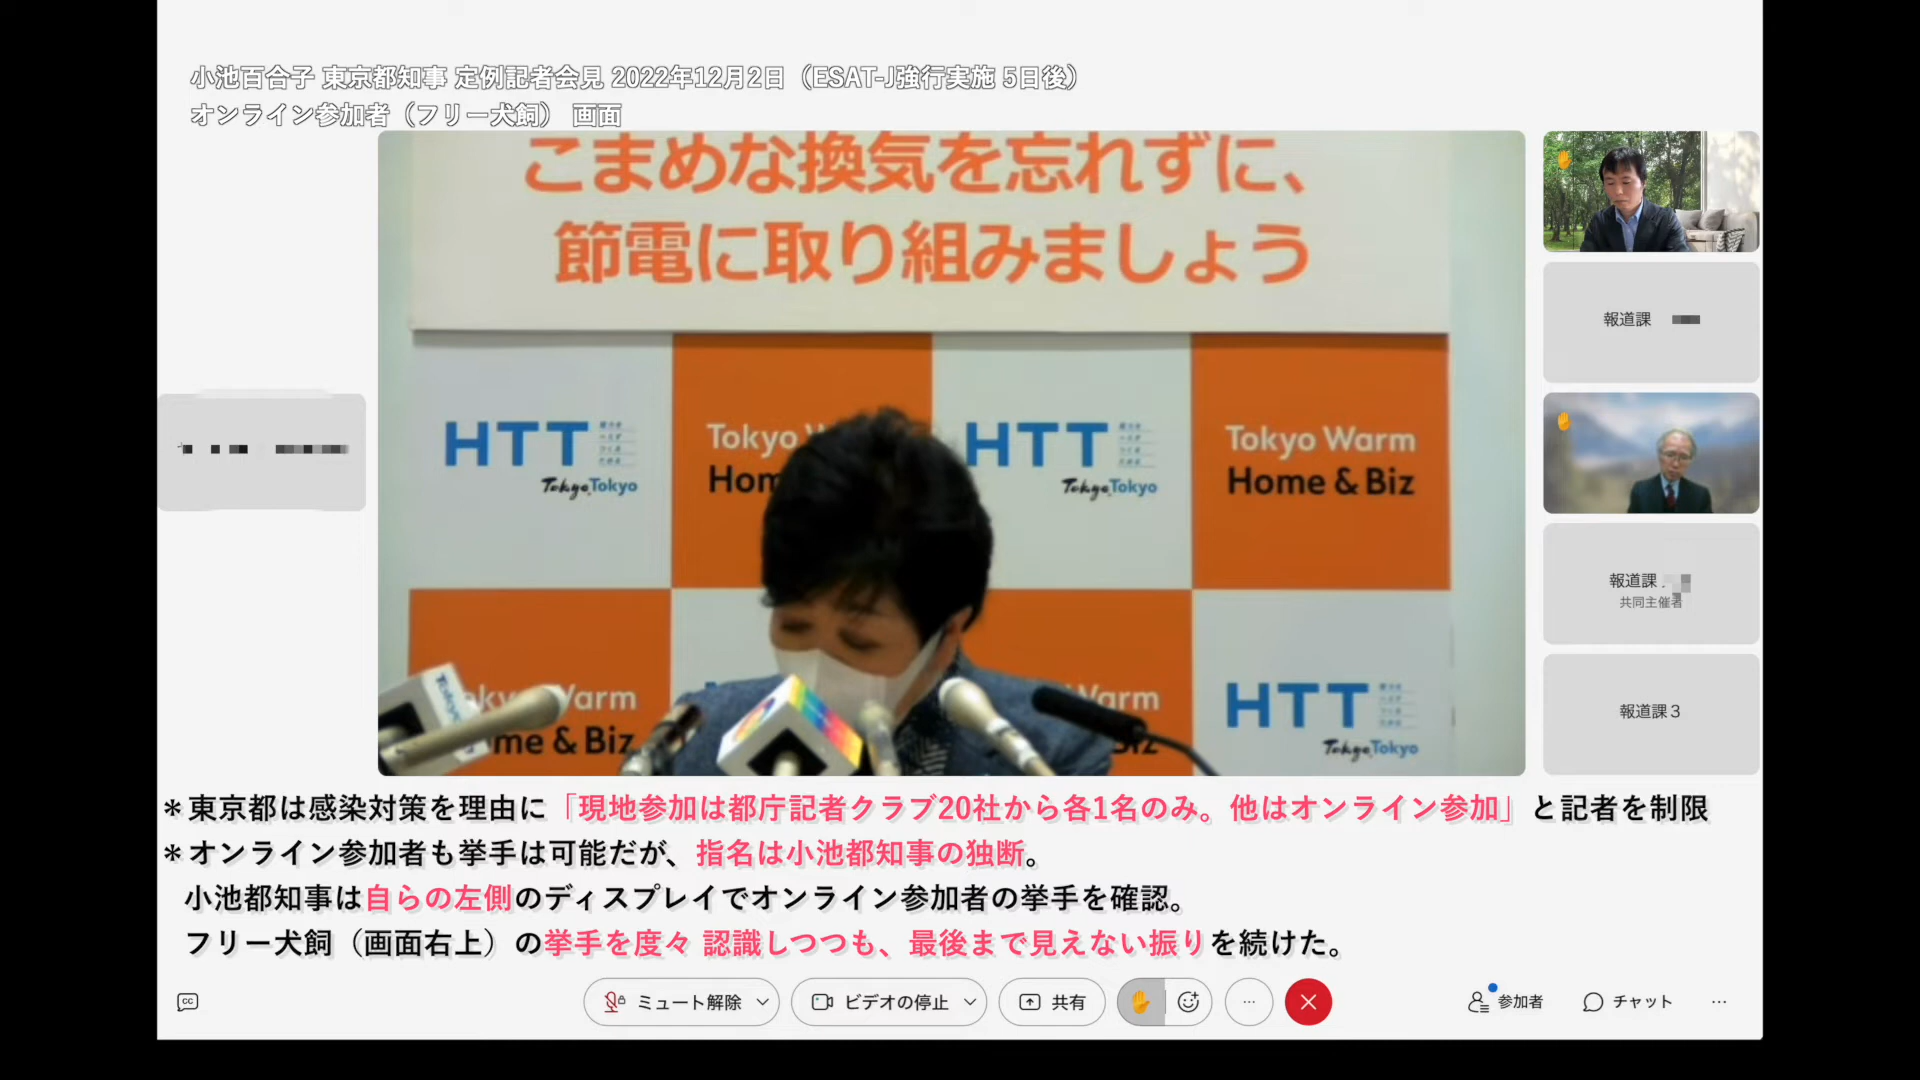 小池百合子 東京都知事 定例記者会見 2022年12月2日（ESAT-J強行実施 5日後）
オンライン参加者（フリー犬飼） 画面
こまめな換気を忘れずに、
節電に取り組みましょう
HTT
Tokyo Tokyo
Tokyo
Home
HTT
Tokyo Tokyo
Tokyo Warm
Home & Biz
Warm
me & Biz
HTT
Tokyo Tokyo
報道課
報道課
共同主催者
報道課3
＊東京都は感染対策を理由に「現地参加は都庁記者クラブ20社から各1名のみ。他はオンライン参加」と記者を制限
＊オンライン参加者も挙手は可能だが、指名は小池都知事の独断。
小池都知事は自らの左側のディスプレイでオンライン参加者の挙手を確認。
フリー犬飼（画面右上）の挙手を度々 認識しつつも、最後まで見えない振りを続けた。
CC
ミュート解除
ビデオの停止
共有
参加者
チャット